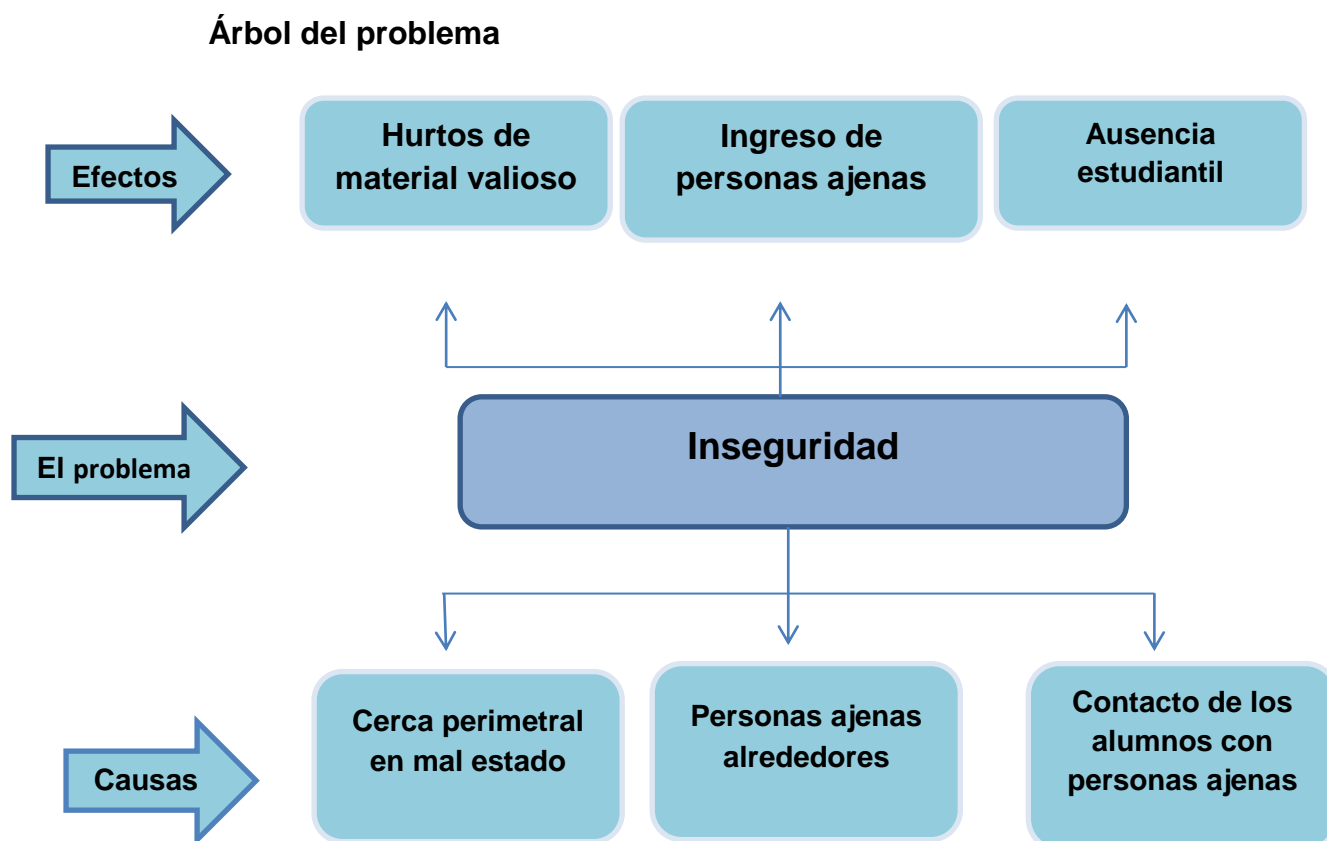 Árbol del problema
Efectos
Hurtos de
material valioso
Ingreso de
personas ajenas
Ausencia
estudiantil
El problema
Inseguridad
Causas
Cerca perimetral
en mal estado
Personas ajenas
alrededores
Contacto de los
alumnos con
personas ajenas